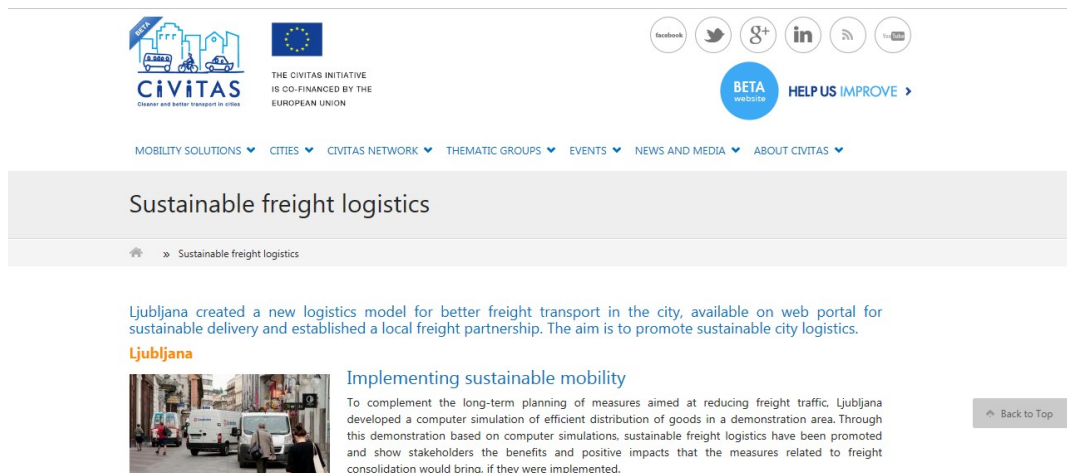 BETA
CiViTAS
Cleaner and better transport in cities
THE CIVITAS INITIATIVE
IS CO-FINANCED BY THE
EUROPEAN UNION
facebook
g+
in
You Tube
BETA
website
HELP US IMPROVE >
MOBILITY SOLUTIONS CITIES CIVITAS NETWORK THEMATIC GROUPS EVENTS NEWS AND MEDIA ABOUT CIVITAS
Sustainable freight logistics
» Sustainable freight logistics
Ljubljana created a new logistics model for better freight transport in the city, available on web portal for
sustainable delivery and established a local freight partnership. The aim is to promote sustainable city logistics.
Ljubljana
Implementing sustainable mobility
To complement the long-term planning of measures aimed at reducing freight traffic, Ljubljana
developed a computer simulation of efficient distribution of goods in a demonstration area. Through
this demonstration based on computer simulations, sustainable freight logistics have been promoted
and show stakeholders the benefits and positive impacts that the measures related to freight
consolidation would bring, if they were implemented.
Back to Top